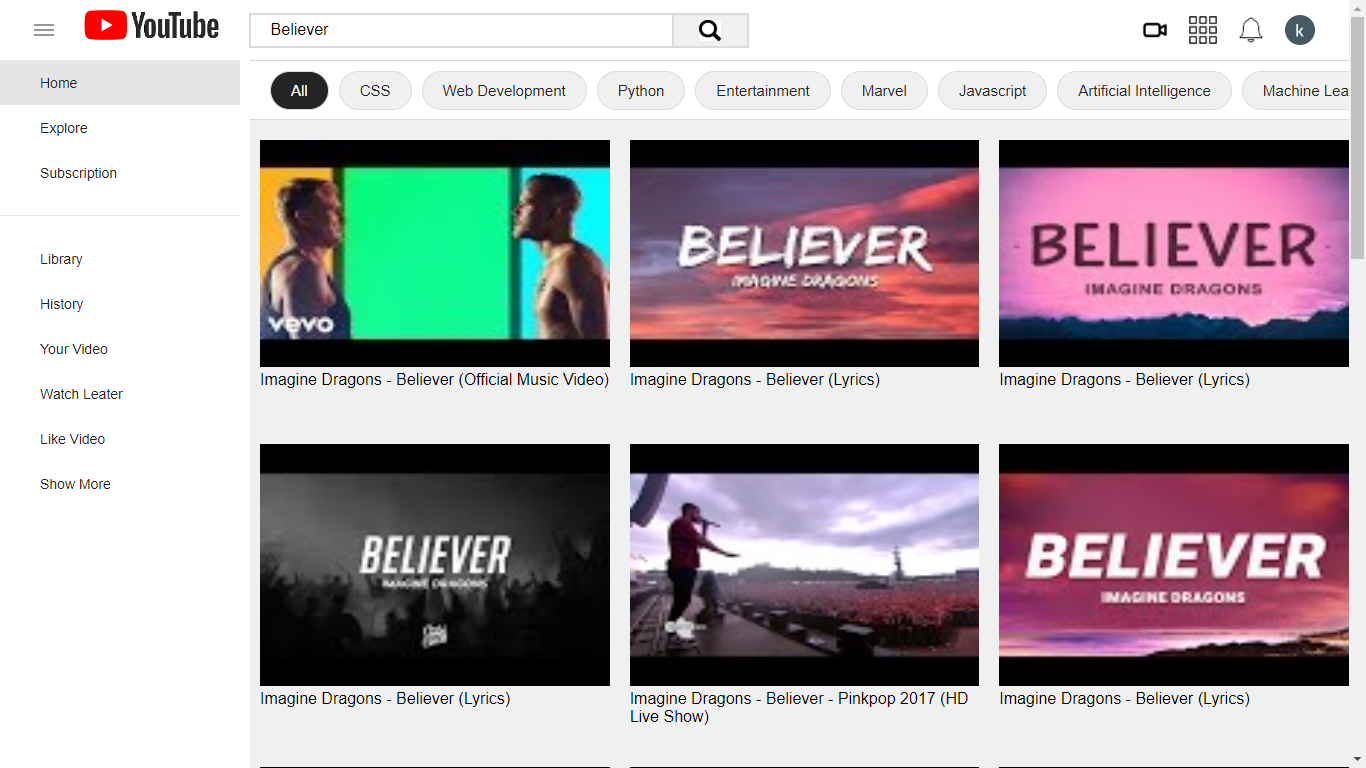 YouTube
Believer
k
Home
Explore
Subscription
Library
History
Your Video
Watch Leater
Like Video
Show More
All
CSS
Web Development
Python
Entertainment
Marvel
Javascript
Artificial Intelligence
Machine Lea
vevo
BELIEVER
IMAGINE DRAGONS
BELIEVER
IMAGINE DRAGONS
Imagine Dragons - Believer (Official Music Video)
Imagine Dragons - Believer (Lyrics)
Imagine Dragons - Believer (Lyrics)
BELIEVER
IMAGINE DRAGONS
BELIEVER
IMAGINE DRAGONS
Imagine Dragons - Believer (Lyrics)
Imagine Dragons - Believer - Pinkpop 2017 (HD
Live Show)
Imagine Dragons - Believer (Lyrics)